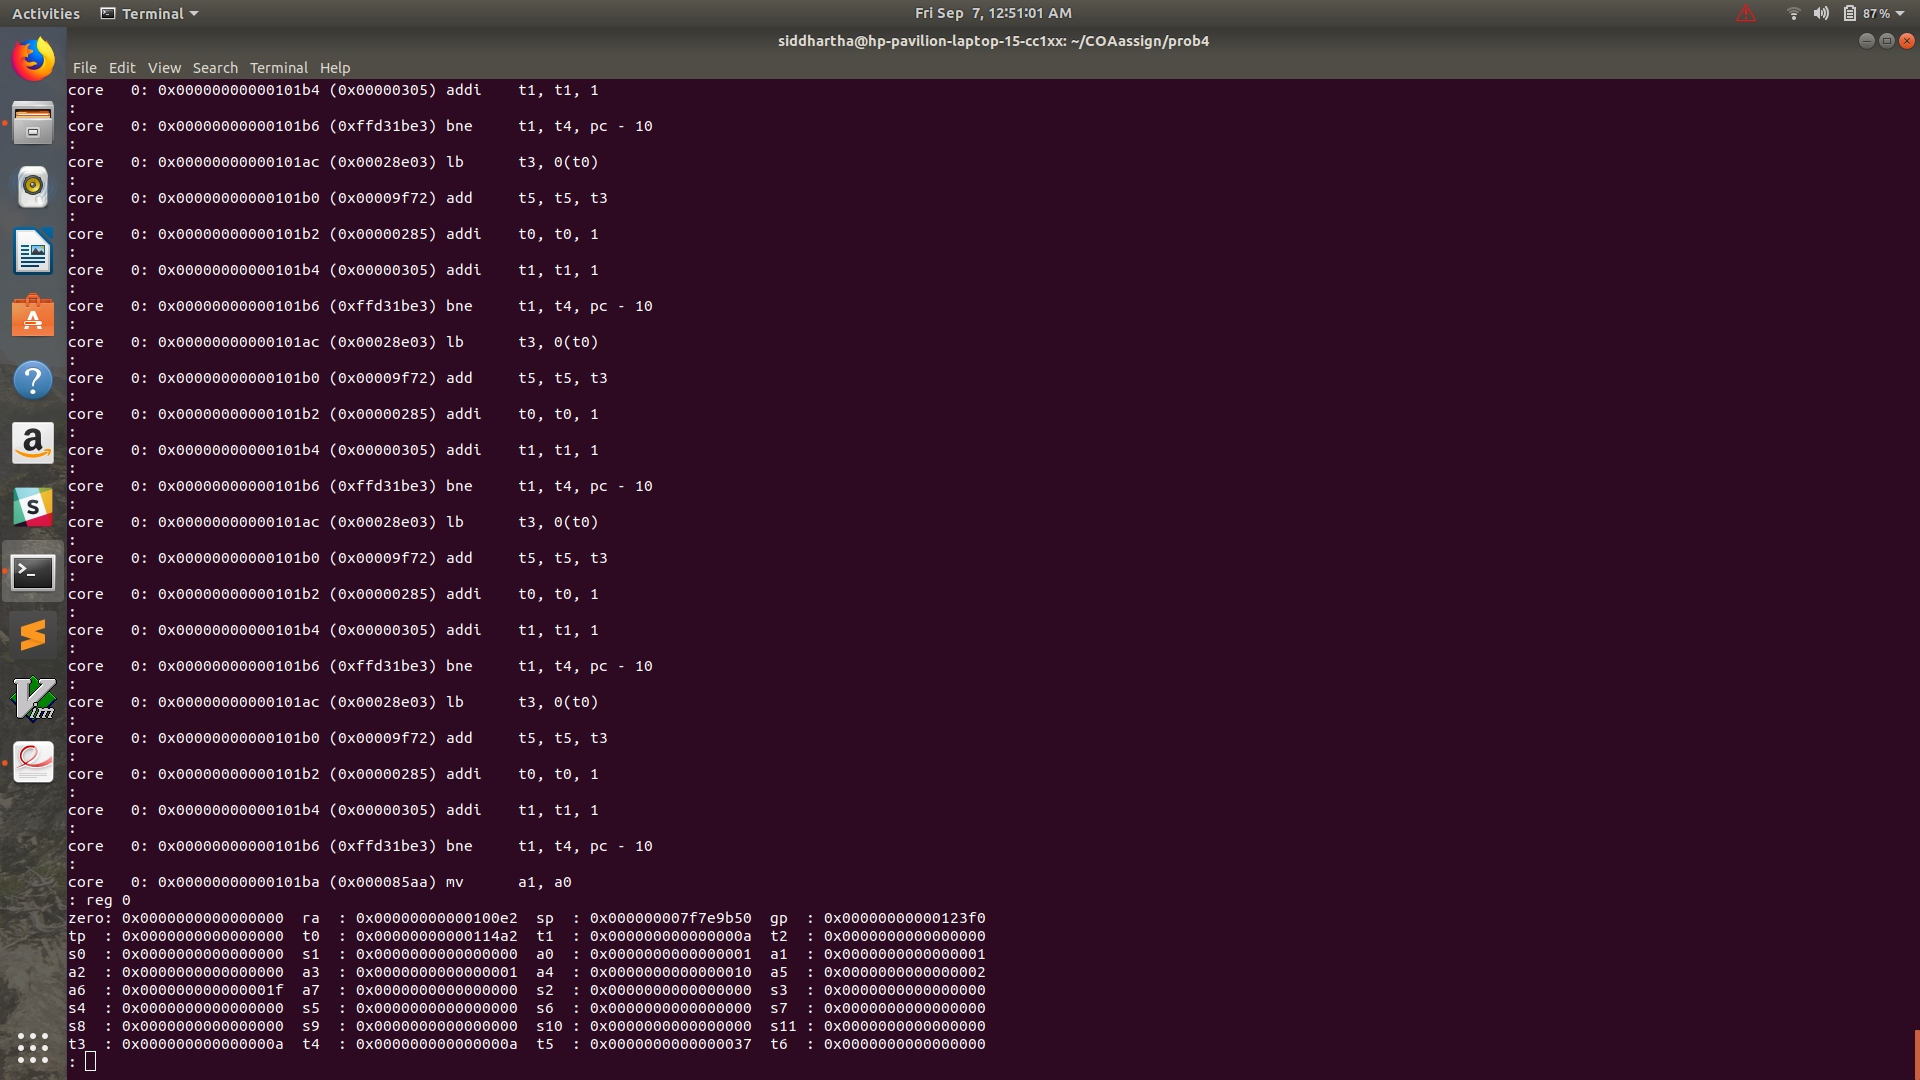 Activities Terminal Fri Sep 7, 12:51:01 AM 87%
siddhartha@hp-pavilion-laptop-15-cc1xx: ~/COAassign/prob4
File Edit View Search Terminal Help
core   0: 0x00000000000101b4 (0x00000305) addi    t1, t1, 1
:
core   0: 0x00000000000101b6 (0xffd31be3) bne     t1, t4, pc - 10
:
core   0: 0x00000000000101ac (0x00028e03) lb      t3, 0(t0)
:
core   0: 0x00000000000101b0 (0x00009f72) add     t5, t5, t3
:
core   0: 0x00000000000101b2 (0x00000285) addi    t0, t0, 1
:
core   0: 0x00000000000101b4 (0x00000305) addi    t1, t1, 1
:
core   0: 0x00000000000101b6 (0xffd31be3) bne     t1, t4, pc - 10
:
core   0: 0x00000000000101ac (0x00028e03) lb      t3, 0(t0)
:
core   0: 0x00000000000101b0 (0x00009f72) add     t5, t5, t3
:
core   0: 0x00000000000101b2 (0x00000285) addi    t0, t0, 1
:
core   0: 0x00000000000101b4 (0x00000305) addi    t1, t1, 1
:
core   0: 0x00000000000101b6 (0xffd31be3) bne     t1, t4, pc - 10
:
core   0: 0x00000000000101ac (0x00028e03) lb      t3, 0(t0)
:
core   0: 0x00000000000101b0 (0x00009f72) add     t5, t5, t3
:
core   0: 0x00000000000101b2 (0x00000285) addi    t0, t0, 1
:
core   0: 0x00000000000101b4 (0x00000305) addi    t1, t1, 1
:
core   0: 0x00000000000101b6 (0xffd31be3) bne     t1, t4, pc - 10
:
core   0: 0x00000000000101ac (0x00028e03) lb      t3, 0(t0)
:
core   0: 0x00000000000101b0 (0x00009f72) add     t5, t5, t3
:
core   0: 0x00000000000101b2 (0x00000285) addi    t0, t0, 1
:
core   0: 0x00000000000101b4 (0x00000305) addi    t1, t1, 1
:
core   0: 0x00000000000101b6 (0xffd31be3) bne     t1, t4, pc - 10
:
core   0: 0x00000000000101ba (0x000085aa) mv      a1, a0
: reg 0
zero: 0x0000000000000000  ra  : 0x00000000000100e2  sp  : 0x000000007f7e9b50  gp  : 0x00000000000123f0
tp  : 0x0000000000000000  t0  : 0x00000000000114a2  t1  : 0x000000000000000a  t2  : 0x0000000000000000
s0  : 0x0000000000000000  s1  : 0x0000000000000000  a0  : 0x0000000000000001  a1  : 0x0000000000000001
a2  : 0x0000000000000000  a3  : 0x0000000000000001  a4  : 0x0000000000000010  a5  : 0x0000000000000002
a6  : 0x000000000000001f  a7  : 0x0000000000000000  s2  : 0x0000000000000000  s3  : 0x0000000000000000
s4  : 0x0000000000000000  s5  : 0x0000000000000000  s6  : 0x0000000000000000  s7  : 0x0000000000000000
s8  : 0x0000000000000000  s9  : 0x0000000000000000  s10 : 0x0000000000000000  s11 : 0x0000000000000000
t3  : 0x000000000000000a  t4  : 0x000000000000000a  t5  : 0x0000000000000037  t6  : 0x0000000000000000
: